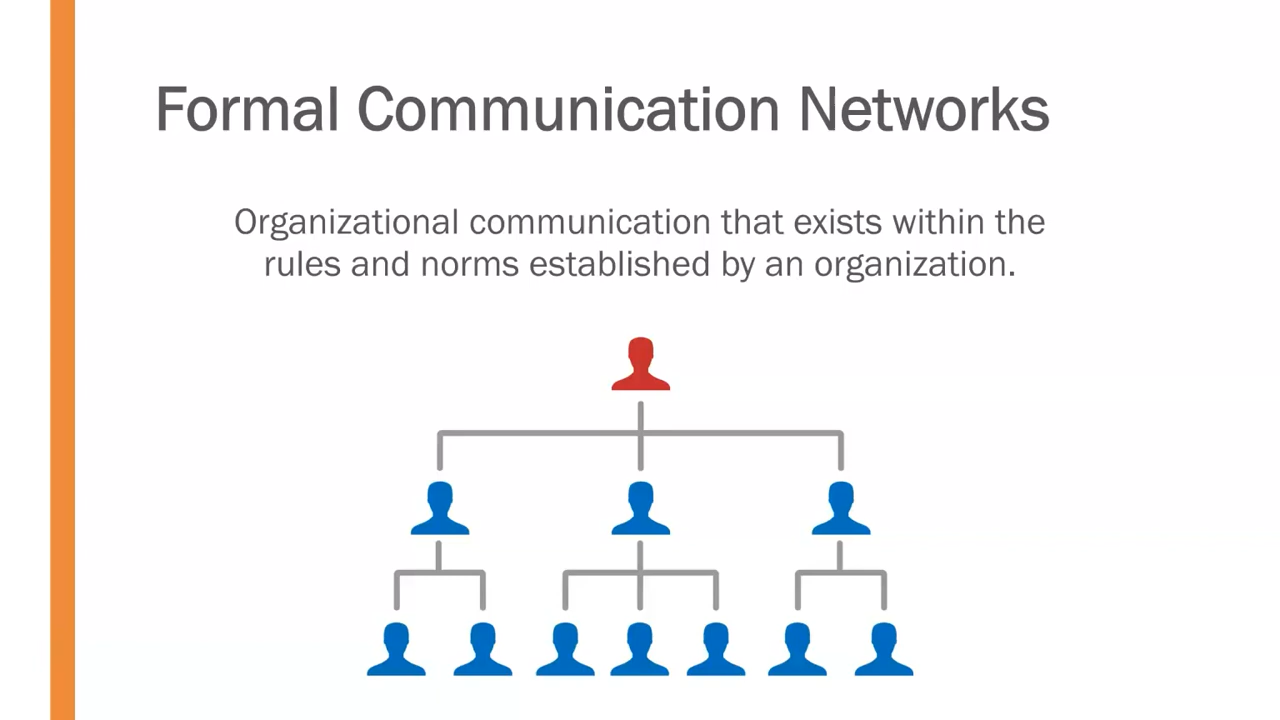 Formal Communication Networks
Organizational communication that exists within the
rules and norms established by an organization.